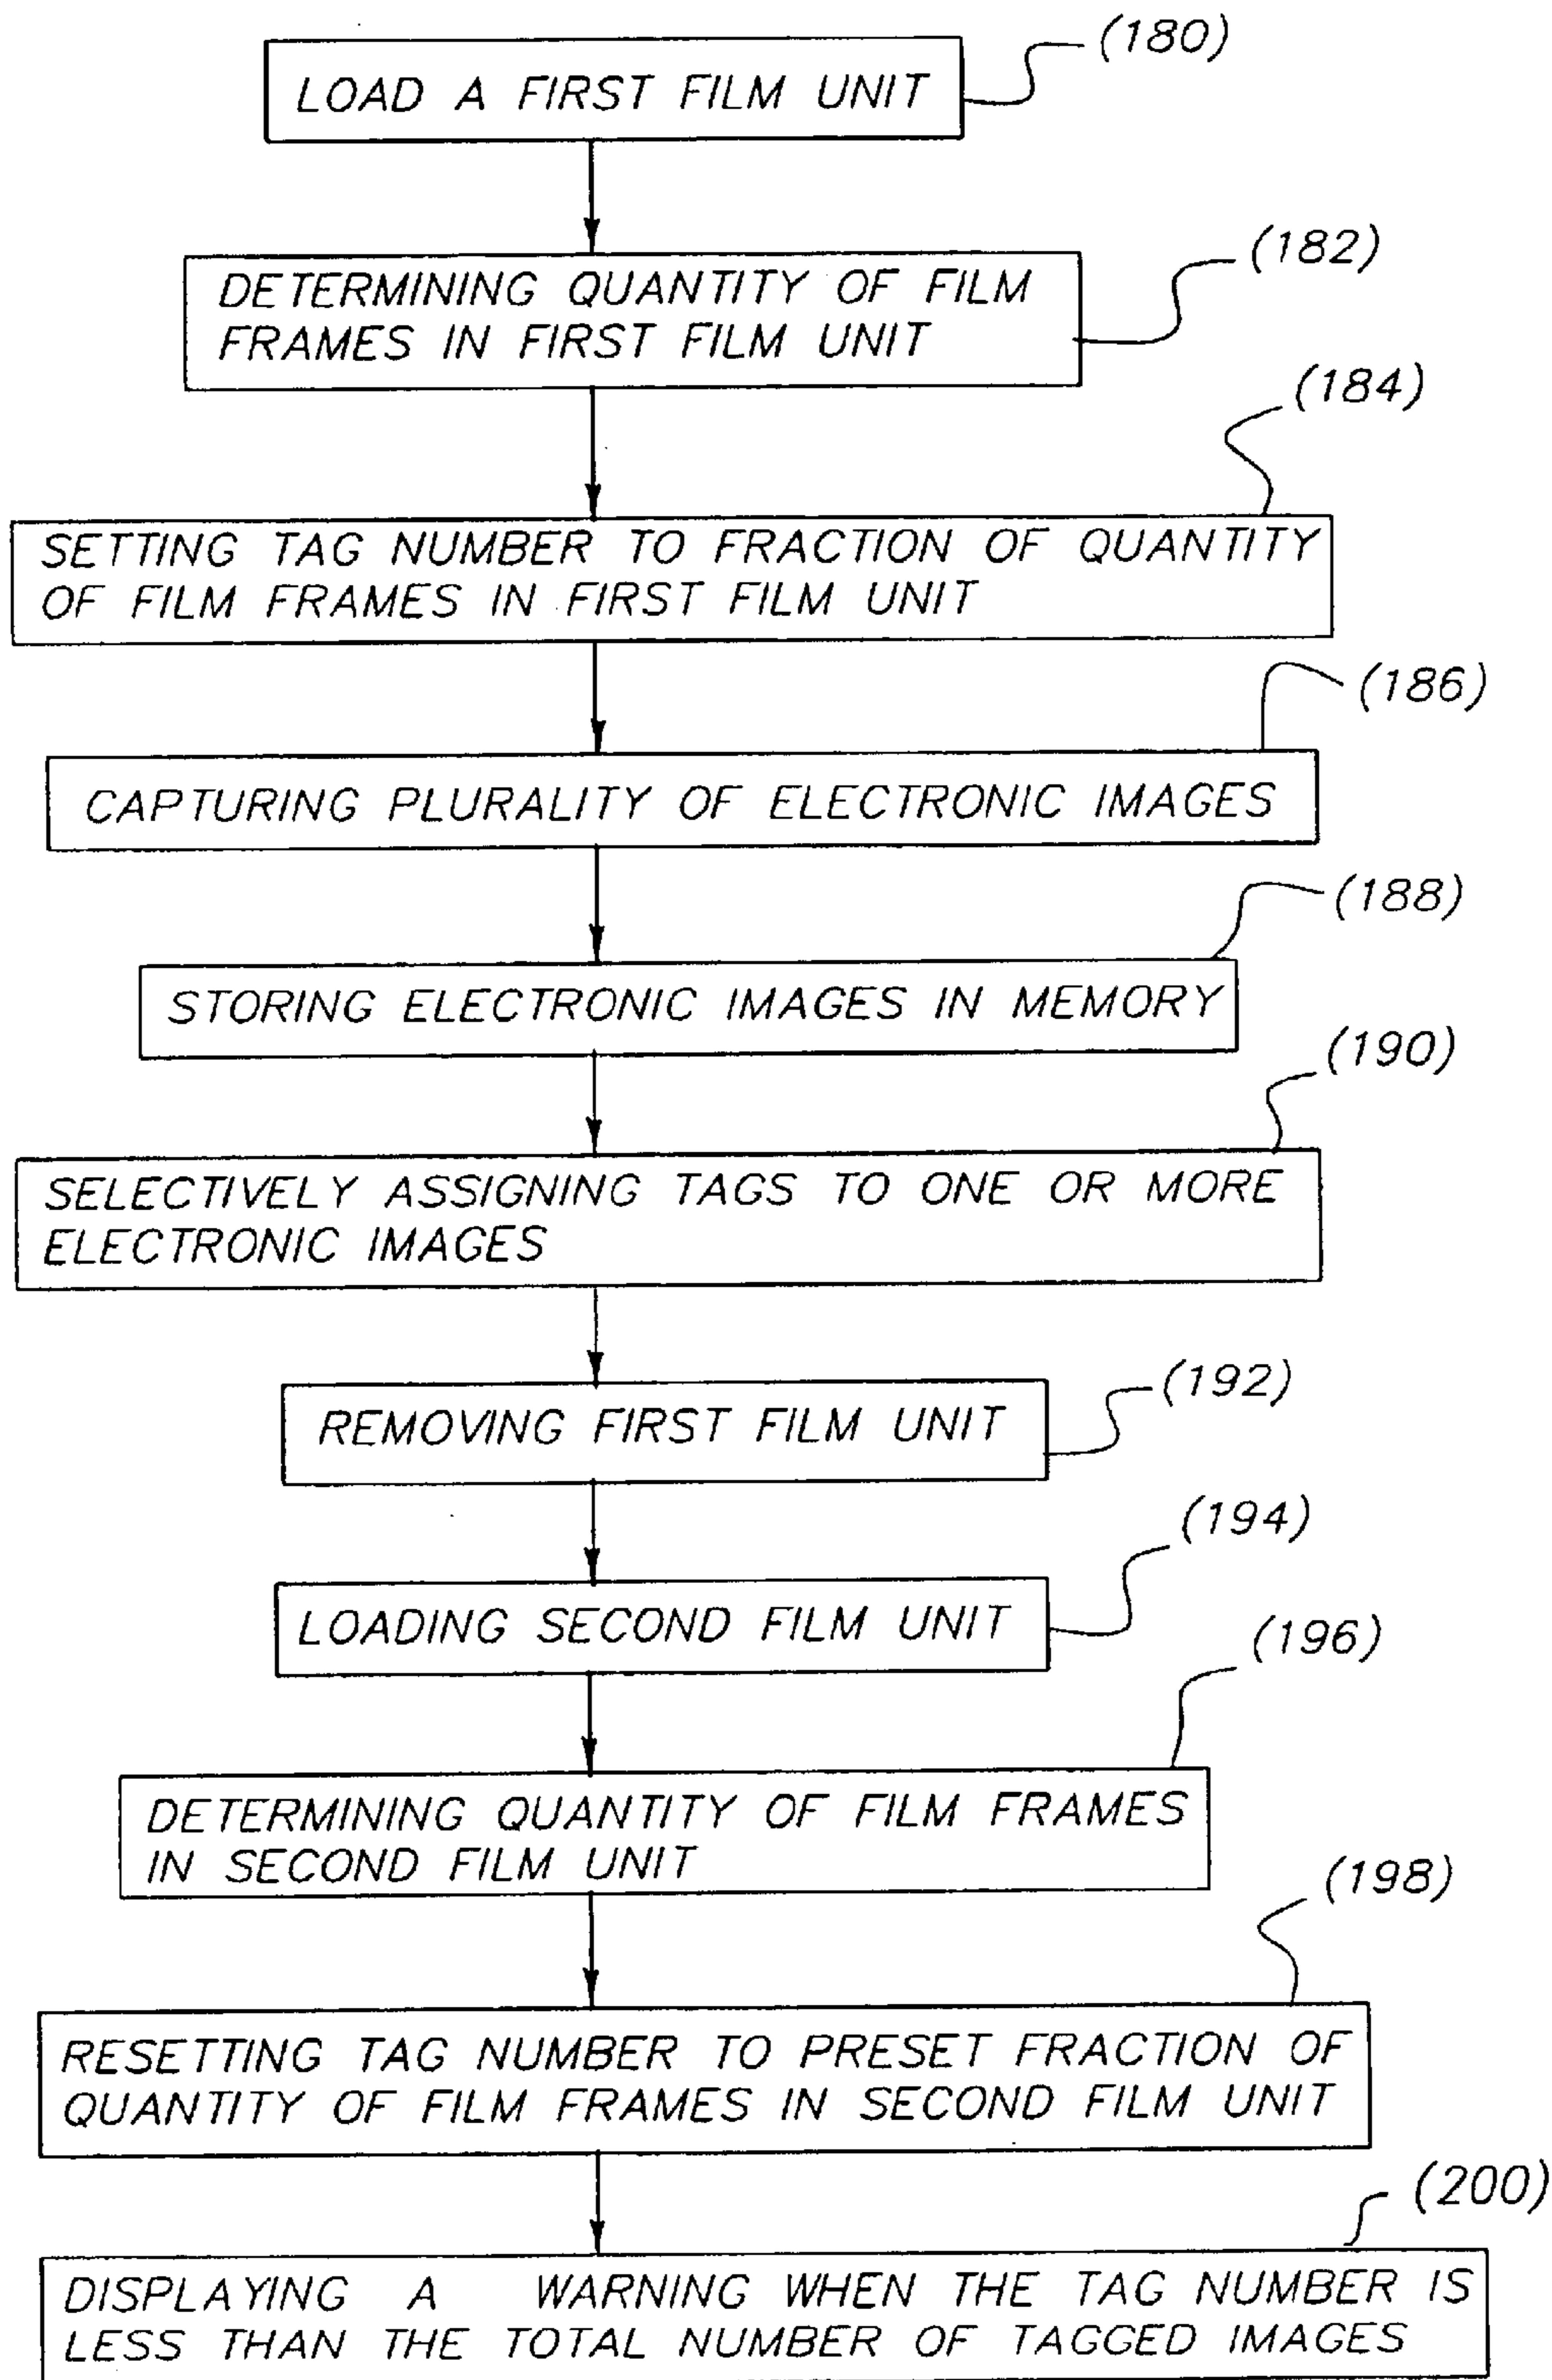 (180)
LOAD A FIRST FILM UNIT
(182)
DETERMINING QUANTITY OF FILM
FRAMES IN FIRST FILM UNIT
(184)
SETTING TAG NUMBER TO FRACTION OF QUANTITY
OF FILM FRAMES IN FIRST FILM UNIT
(186)
CAPTURING PLURALITY OF ELECTRONIC IMAGES
(188)
STORING ELECTRONIC IMAGES IN MEMORY
(190)
SELECTIVELY ASSIGNING TAGS TO ONE OR MORE
ELECTRONIC IMAGES
(192)
REMOVING FIRST FILM UNIT
(194)
LOADING SECOND FILM UNIT
(196)
DETERMINING QUANTITY OF FILM FRAMES
IN SECOND FILM UNIT
(198)
RESETTING TAG NUMBER TO PRESET FRACTION OF
QUANTITY OF FILM FRAMES IN SECOND FILM UNIT
(200)
DISPLAYING A WARNING WHEN THE TAG NUMBER IS
LESS THAN THE TOTAL NUMBER OF TAGGED IMAGES